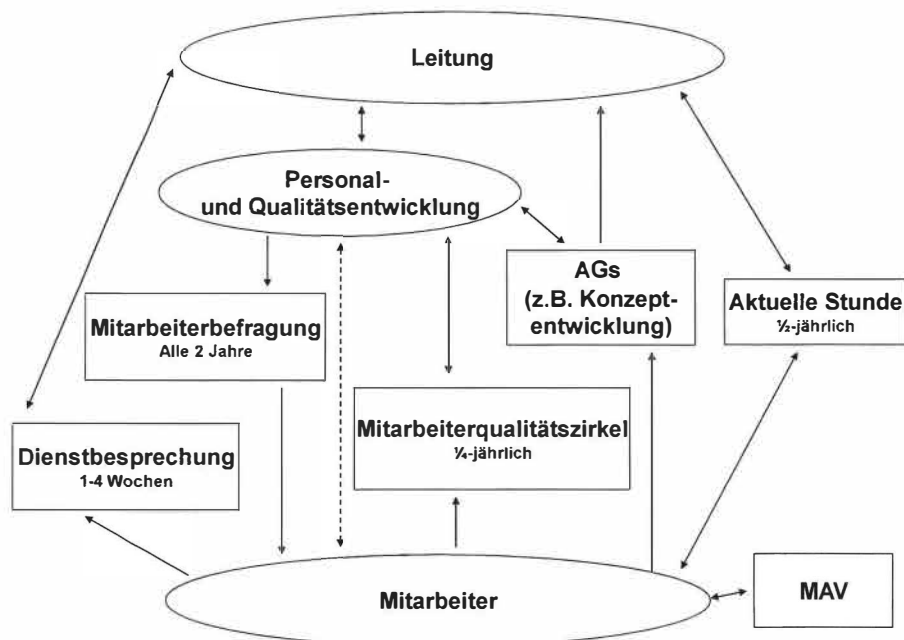 Leitung
Personal-
und Qualitätsentwicklung
AGs
(z.B. Konzept-
entwicklung)
Aktuelle Stunde
½-jährlich
Mitarbeiterbefragung
Alle 2 Jahre
Mitarbeiterqualitätszirkel
¼-jährlich
Dienstbesprechung
1-4 Wochen
Mitarbeiter
MAV